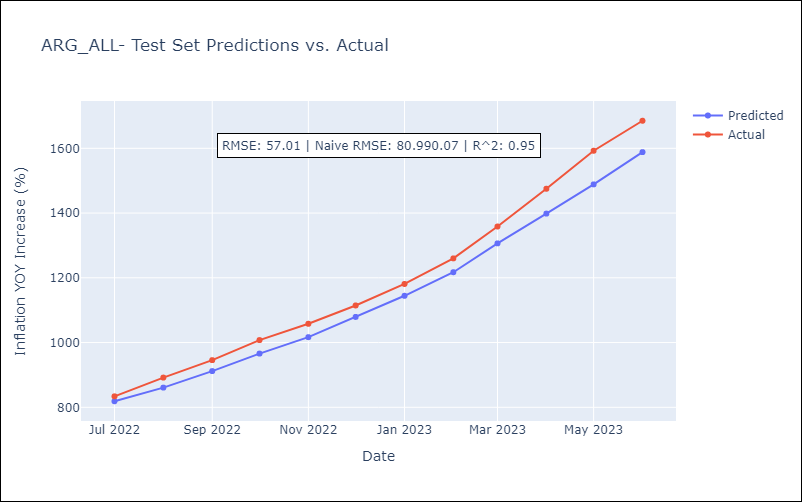 ARG_ALL- Test Set Predictions vs. Actual
Predicted
Actual
RMSE: 57.01 | Naive RMSE: 80.990.07 | R^2: 0.95
Inflation YOY Increase (%)
1600
1400
1200
1000
800
Jul 2022 Sep 2022 Nov 2022 Jan 2023 Mar 2023 May 2023
Date